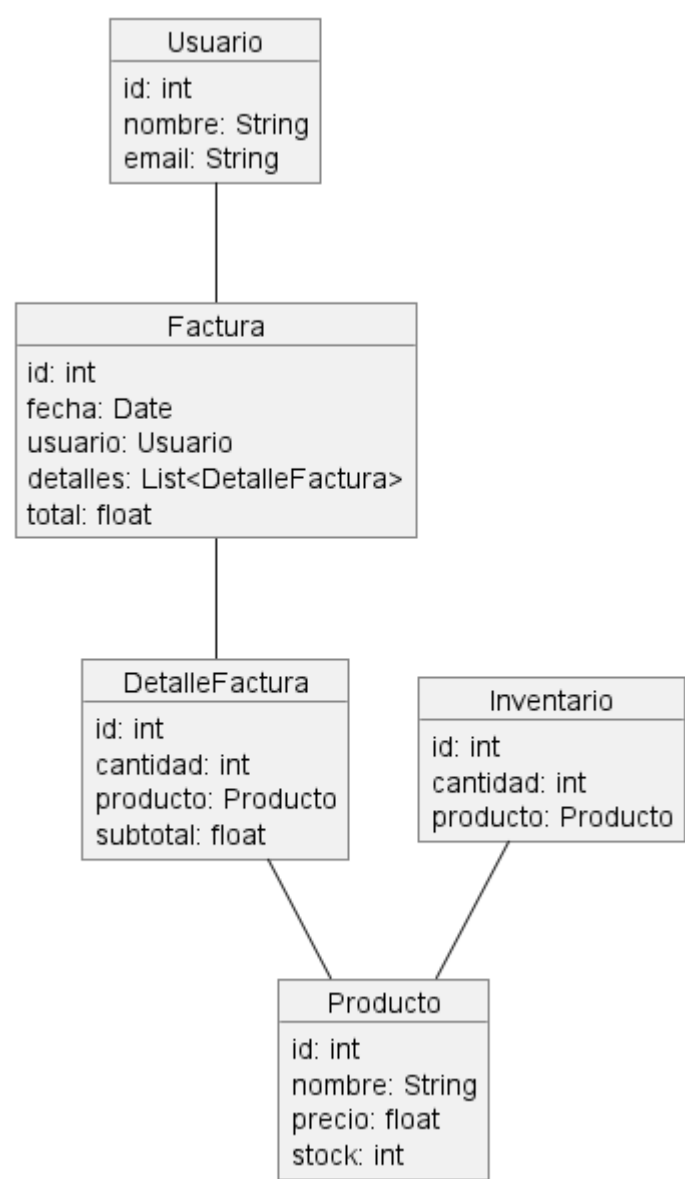 Usuario
id: int
nombre: String
email: String
Factura
id: int
fecha: Date
usuario: Usuario
detalles: List<DetalleFactura>
total: float
DetalleFactura
id: int
cantidad: int
producto: Producto
subtotal: float
Inventario
id: int
cantidad: int
producto: Producto
Producto
id: int
nombre: String
precio: float
stock: int